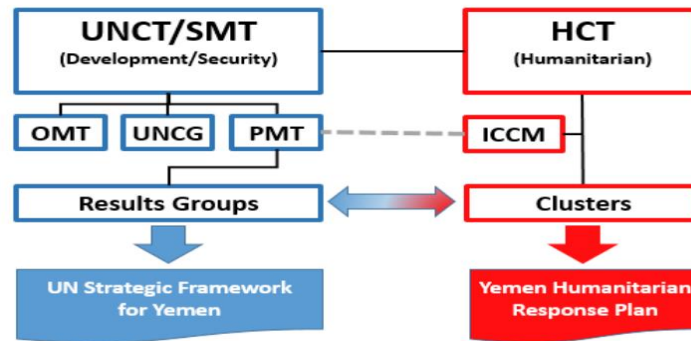 UNCT/SMT
(Development/Security)
HCT
(Humanitarian)
OMT
UNCG
PMT
ICCM
Results Groups
Clusters
UN Strategic Framework
for Yemen
Yemen Humanitarian
Response Plan